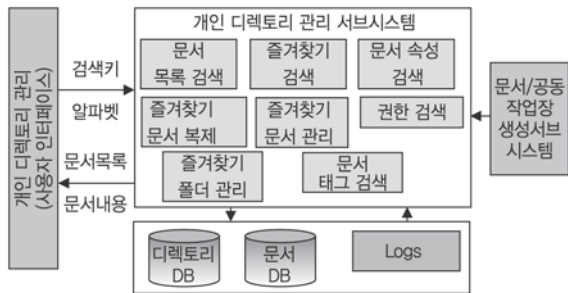 개인 디렉토리 관리 서브시스템
개인 디렉토리 관리
(사용자 인터페이스)
검색키
알파벳
문서목록
문서내용
문서
목록 검색
즐겨찾기
검색
문서 속성
검색
즐겨찾기
문서 복제
즐겨찾기
문서 관리
권한 검색
즐겨찾기
폴더 관리
문서
태그 검색
문서/공동
작업장
생성서브
시스템
디렉토리
DB
문서
DB
Logs